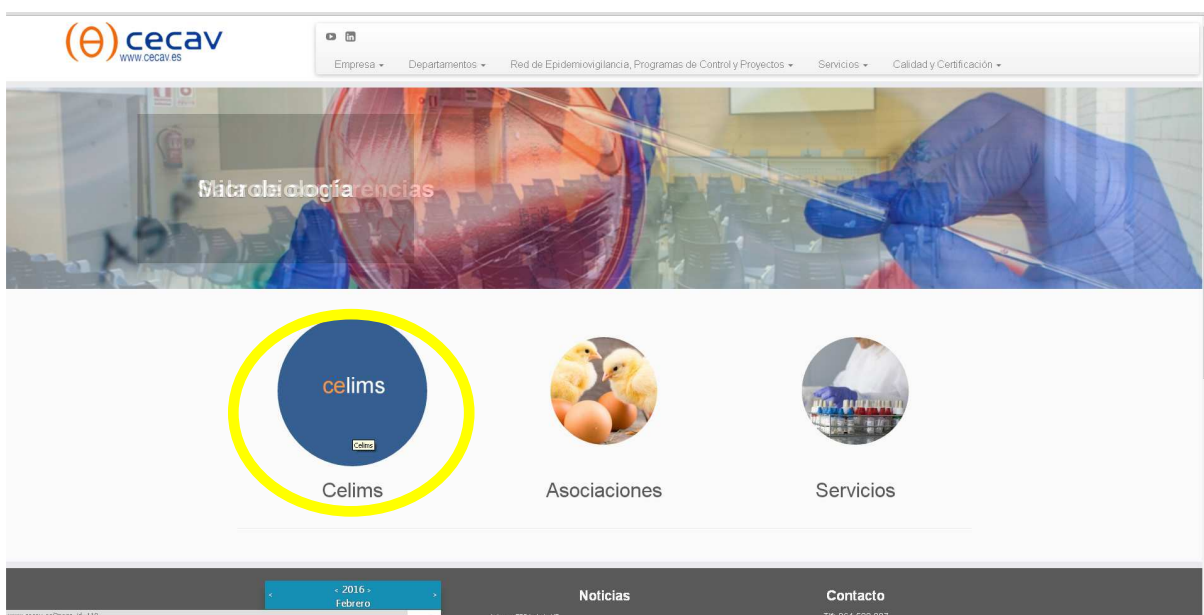 (θ) cecav
www.cecav.es
Empresa Departamentos Red de Epidemiovigilancia, Programas de Control y Proyectos Servicios Calidad y Certificación
Microbiología
celims
Celims
Celims Asociaciones Servicios
< 2016 >
< Febrero >
Noticias
Contacto